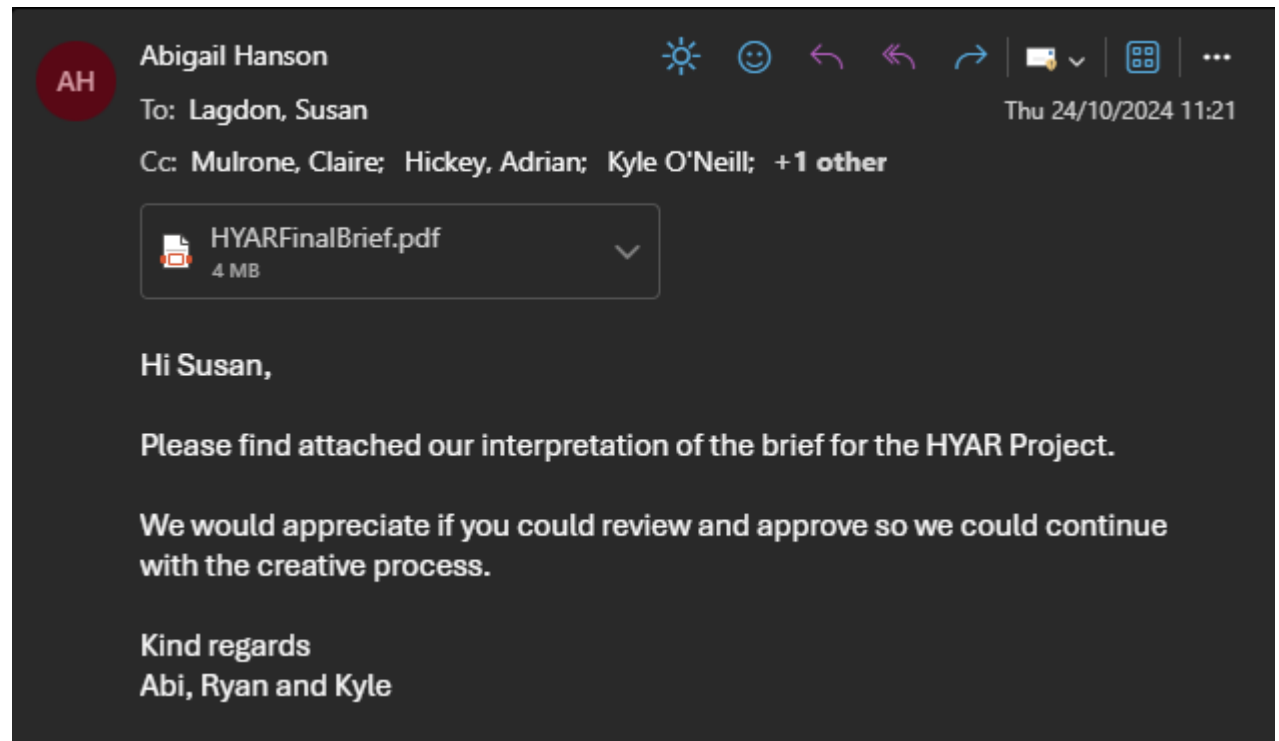 Abigail Hanson
AH
To: Lagdon, Susan
Thu 24/10/2024 11:21
Cc: Mulrone, Claire; Hickey, Adrian; Kyle O'Neill; +1 other
HYARFinalBrief.pdf
4 MB
Hi Susan,
Please find attached our interpretation of the brief for the HYAR Project.
We would appreciate if you could review and approve so we could continue
with the creative process.
Kind regards
Abi, Ryan and Kyle